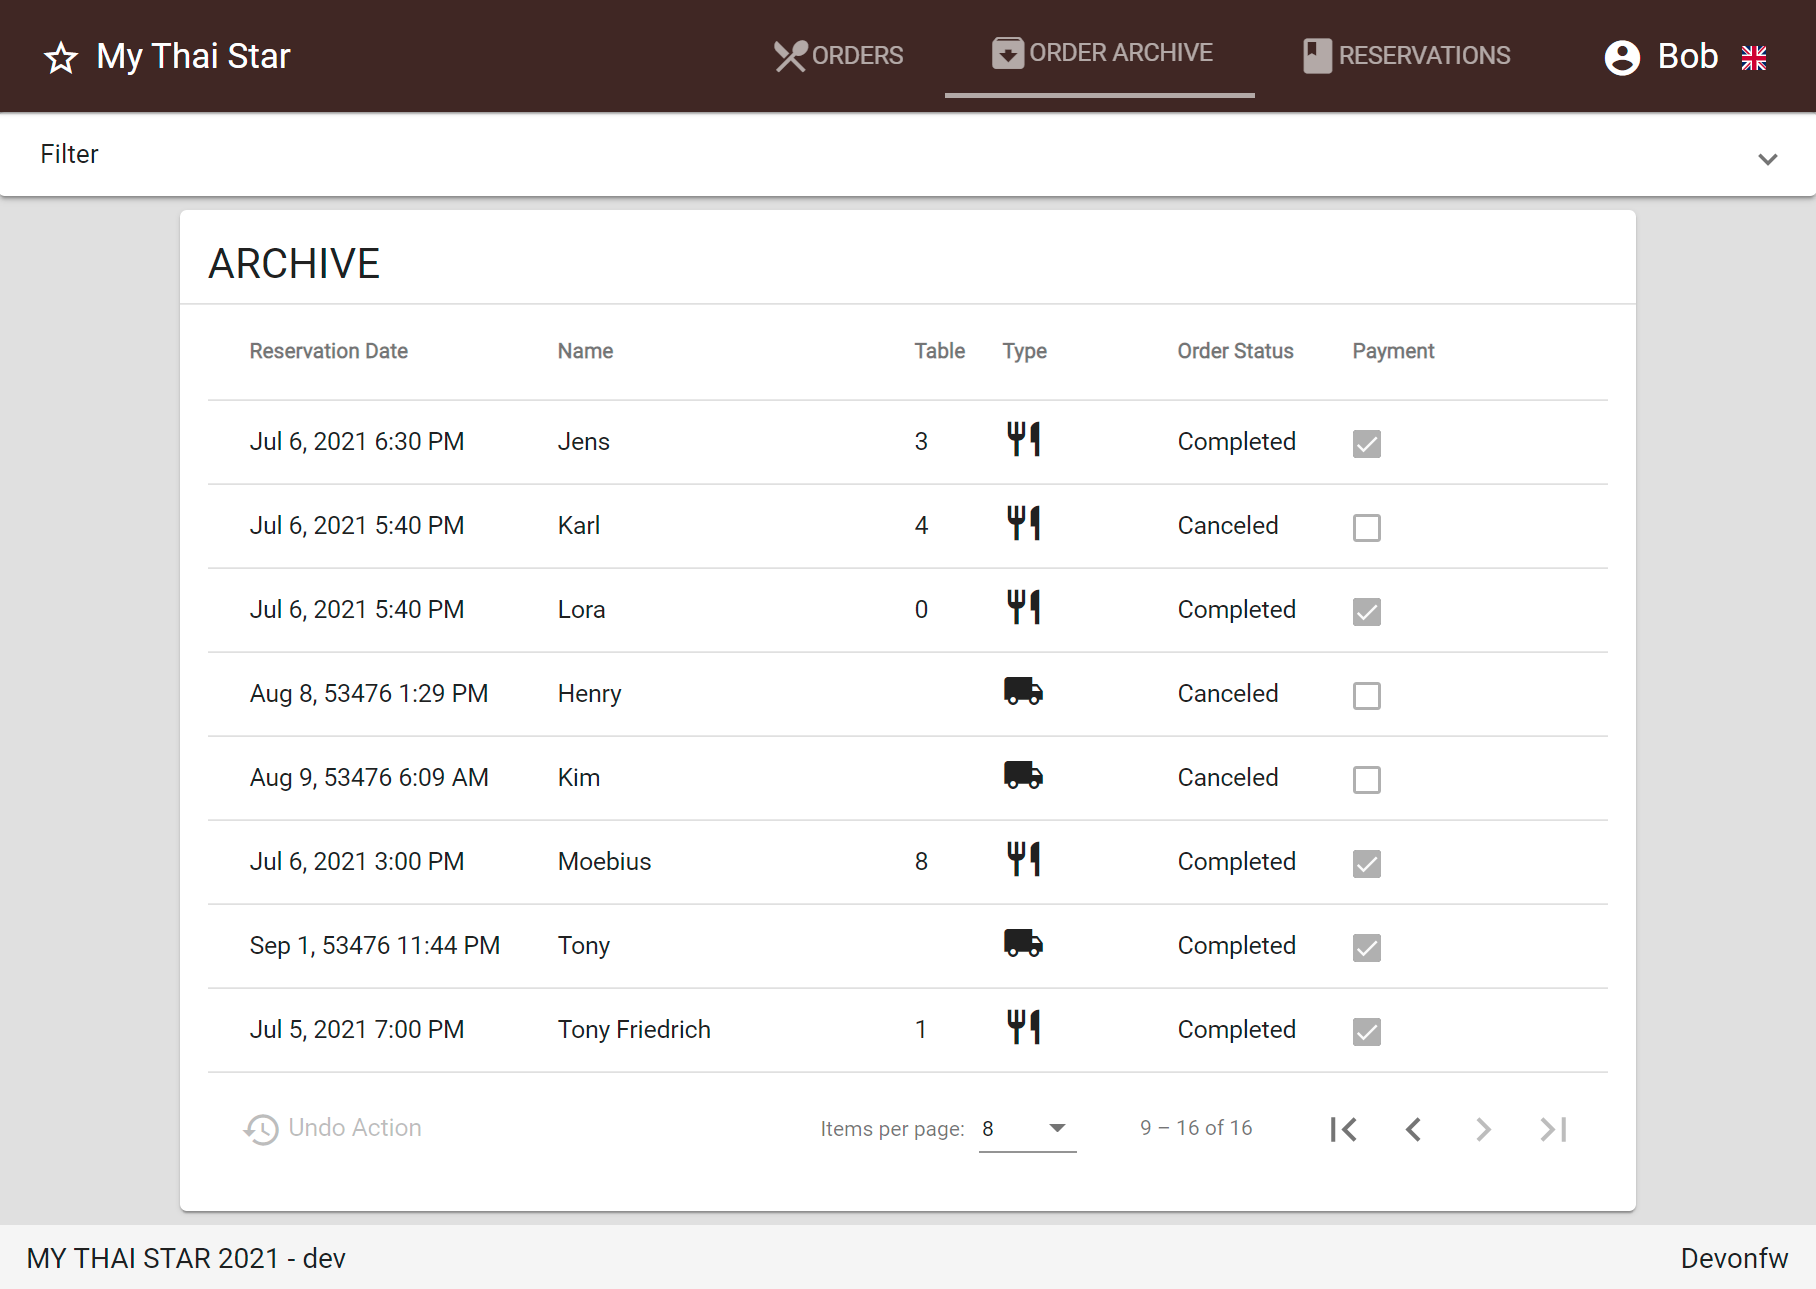 My Thai Star ORDERS ORDER ARCHIVE RESERVATIONS Bob
Filter
ARCHIVE
Reservation Date Name Table Type Order Status Payment
Jul 6, 2021 6:30 PM Jens 3 Completed
Jul 6, 2021 5:40 PM Karl 4 Canceled
Jul 6, 2021 5:40 PM Lora 0 Completed
Aug 8, 53476 1:29 PM Henry Canceled
Aug 9, 53476 6:09 AM Kim Canceled
Jul 6, 2021 3:00 PM Moebius 8 Completed
Sep 1, 53476 11:44 PM Tony Completed
Jul 5, 2021 7:00 PM Tony Friedrich 1 Completed
Undo Action Items per page: 8 9 – 16 of 16
MY THAI STAR 2021 - dev Devonfw